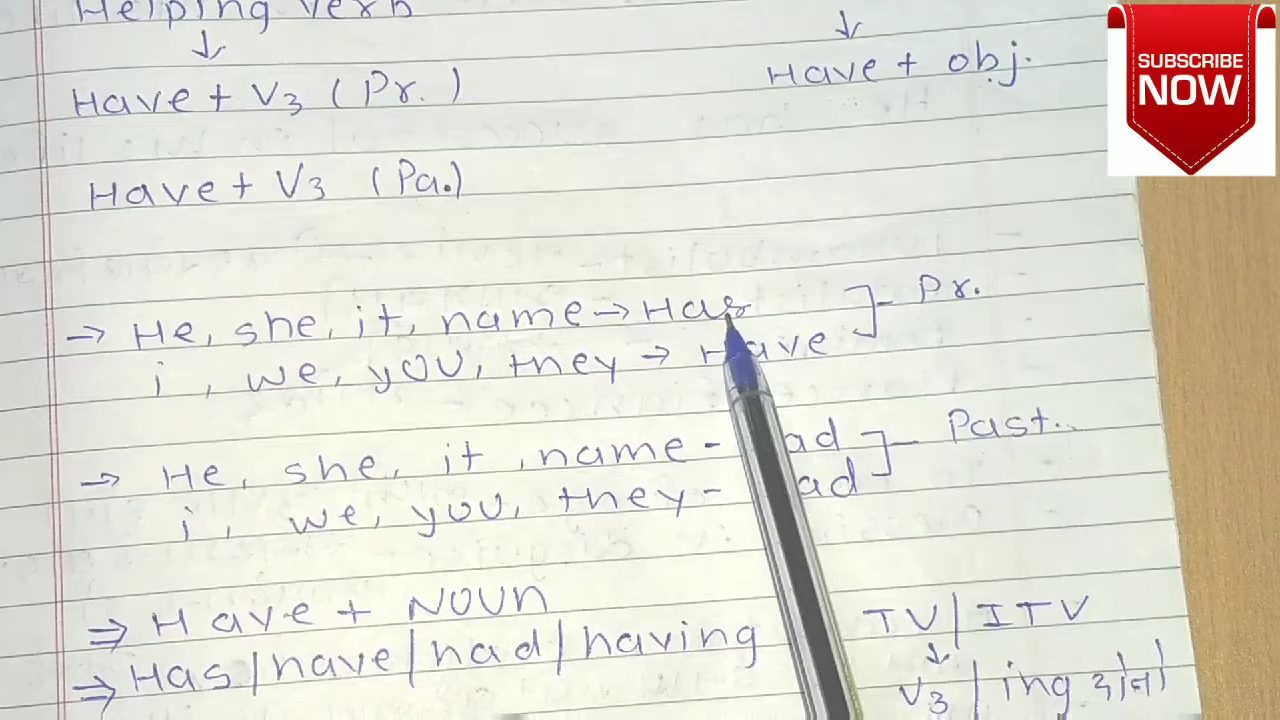 Helping verb
↓ ↓
Have + V3 (Pr.) Have + obj.
Have + V3 (Pa.)
→ He, she, it, name → Has ]- Pr.
i, we, you, they → Have
→ He, she, it, name - Had ]- Past..
i, we, you, they - Had
⇒ Have + Noun
⇒ Has/have/had/having
TV/ITV
↓
V3/ing
SUBSCRIBE
NOW